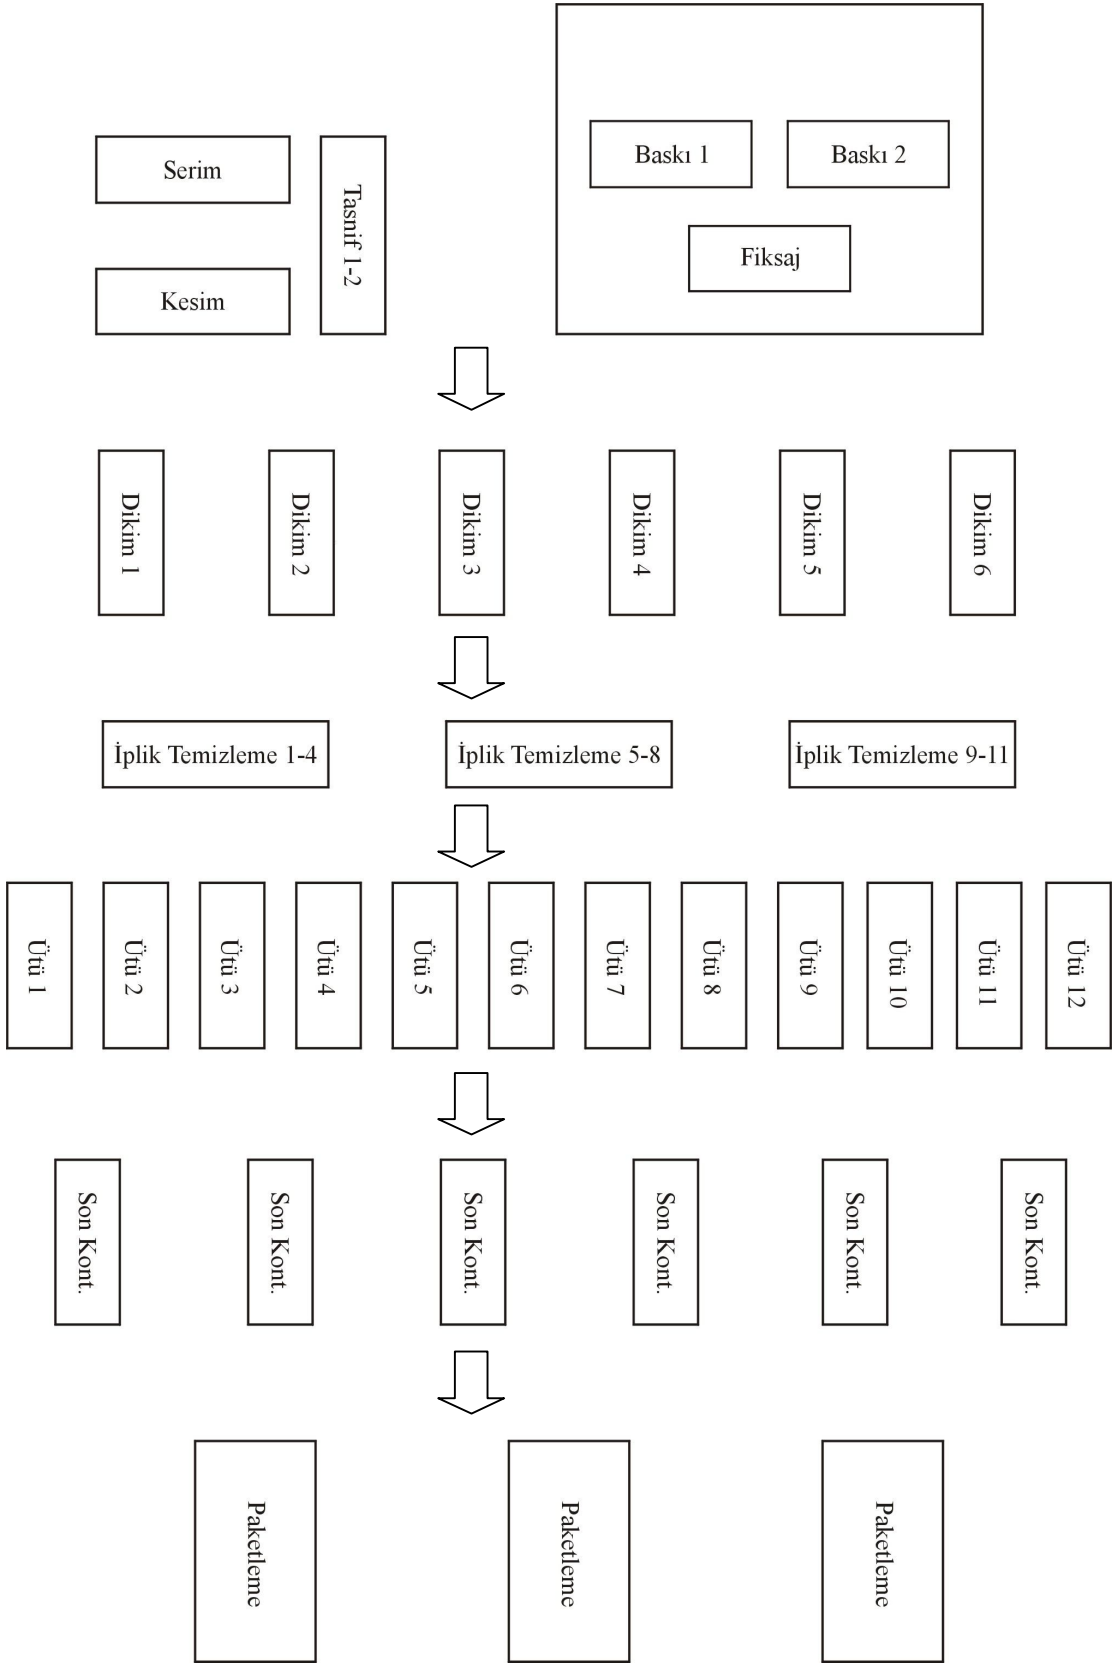 Serim
Kesim
Tasnif 1-2
Baskı 1
Baskı 2
Fiksaj
Dikim 1
Dikim 2
Dikim 3
Dikim 4
Dikim 5
Dikim 6
İplik Temizleme 1-4
İplik Temizleme 5-8
İplik Temizleme 9-11
Ütü 1
Ütü 2
Ütü 3
Ütü 4
Ütü 5
Ütü 6
Ütü 7
Ütü 8
Ütü 9
Ütü 10
Ütü 11
Ütü 12
Son Kont.
Son Kont.
Son Kont.
Son Kont.
Son Kont.
Son Kont.
Paketleme
Paketleme
Paketleme